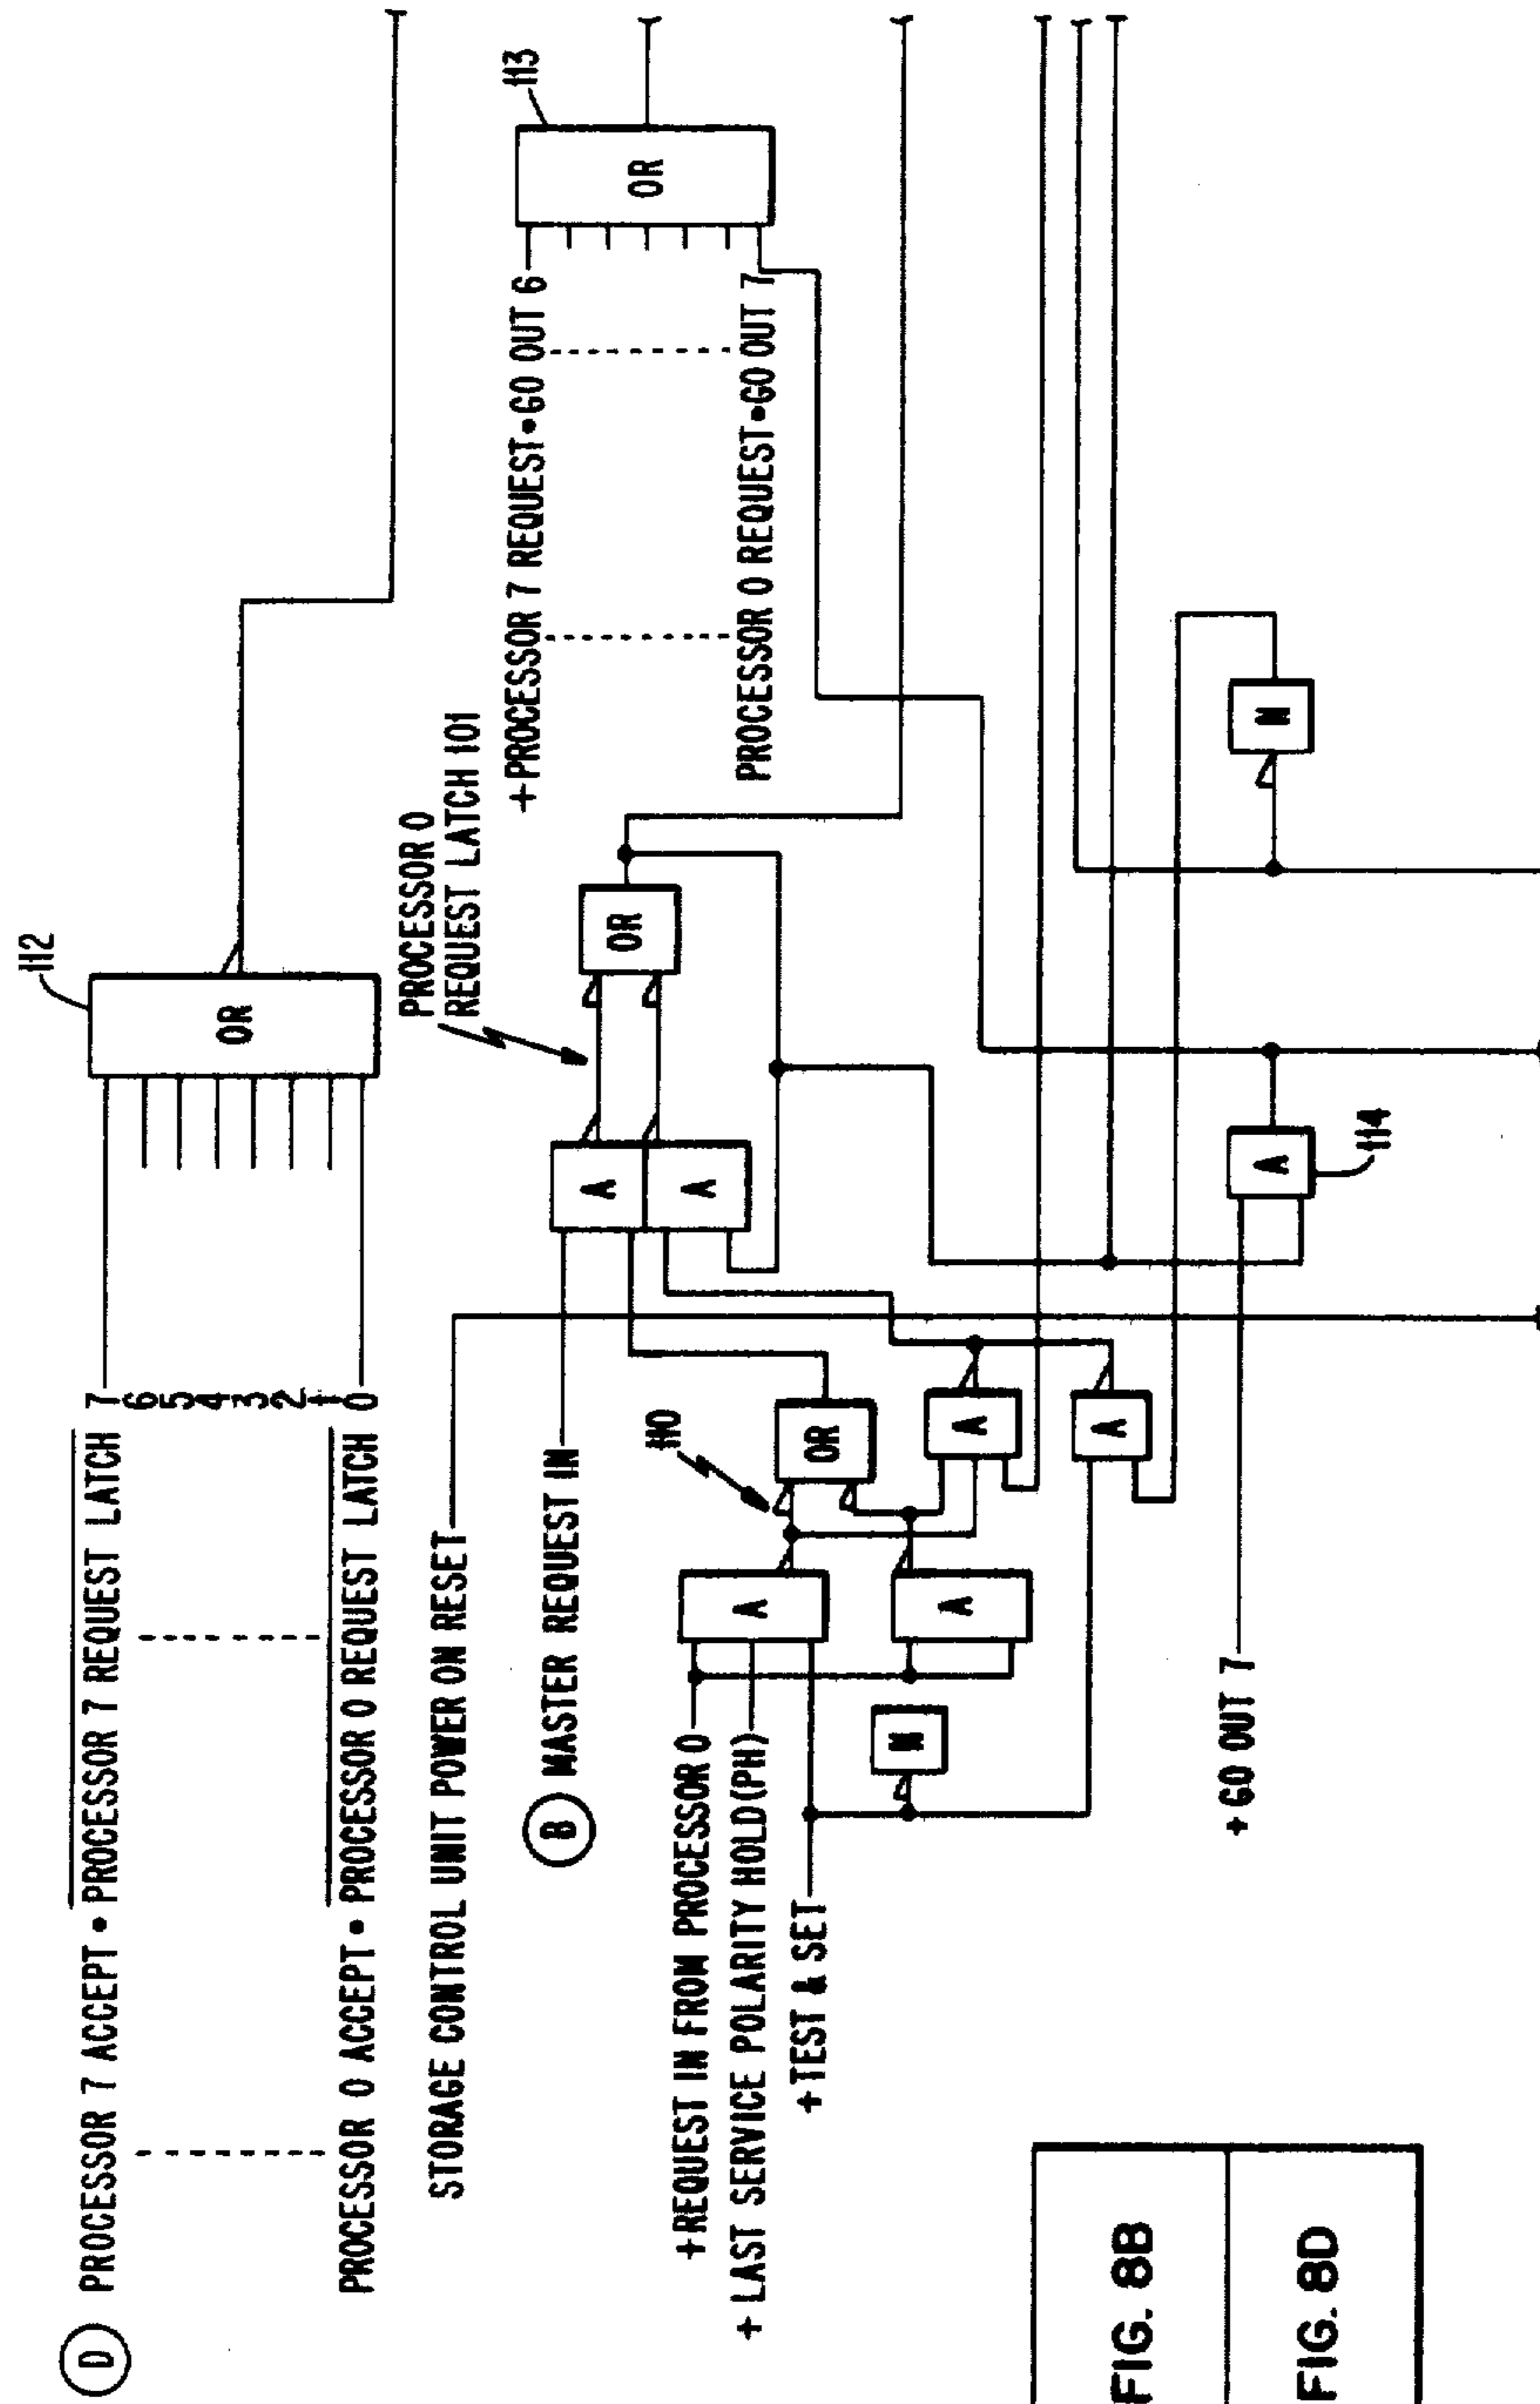 D PROCESSOR 7 ACCEPT • PROCESSOR 7 REQUEST LATCH 7
6
5
4
3
2
1
PROCESSOR 0 ACCEPT • PROCESSOR 0 REQUEST LATCH 0
OR
112
STORAGE CONTROL UNIT POWER ON RESET
B MASTER REQUEST IN
A
A
OR
PROCESSOR 0
REQUEST LATCH 101
+PROCESSOR 7 REQUEST•GO OUT 6
PROCESSOR 0 REQUEST•GO OUT 7
OR
113
+REQUEST IN FROM PROCESSOR 0
+ LAST SERVICE POLARITY HOLD(PH)
+TEST & SET
N
A
A
110
OR
A
A
+ GO OUT 7
A
114
N
FIG. 8B
FIG. 8D